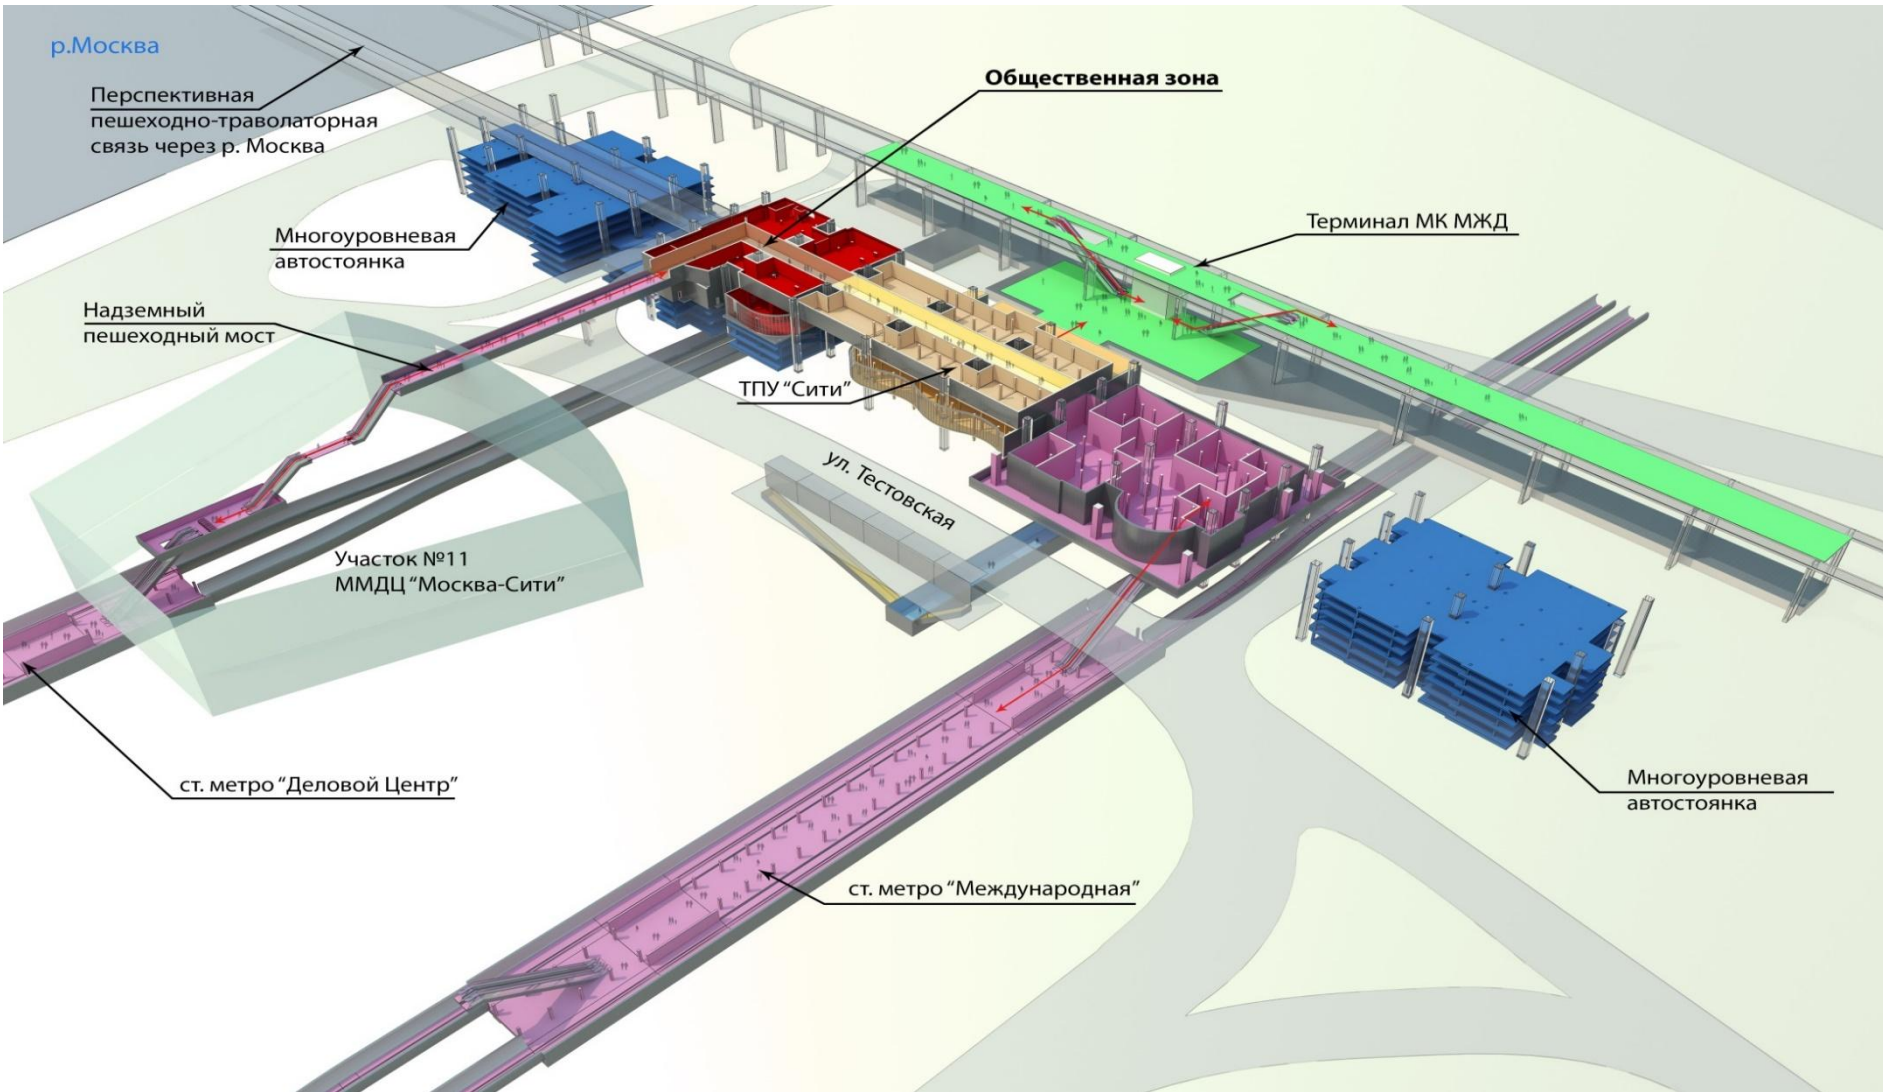 р.Москва
Перспективная
пешеходно-траволаторная
связь через р. Москва
Общественная зона
Многоуровневая
автостоянка
Терминал МК МЖД
Надземный
пешеходный мост
ТПУ “Сити”
ул. Тестовская
Участок №11
ММДЦ “Москва-Сити”
ст. метро “Деловой Центр”
Многоуровневая
автостоянка
ст. метро “Международная”